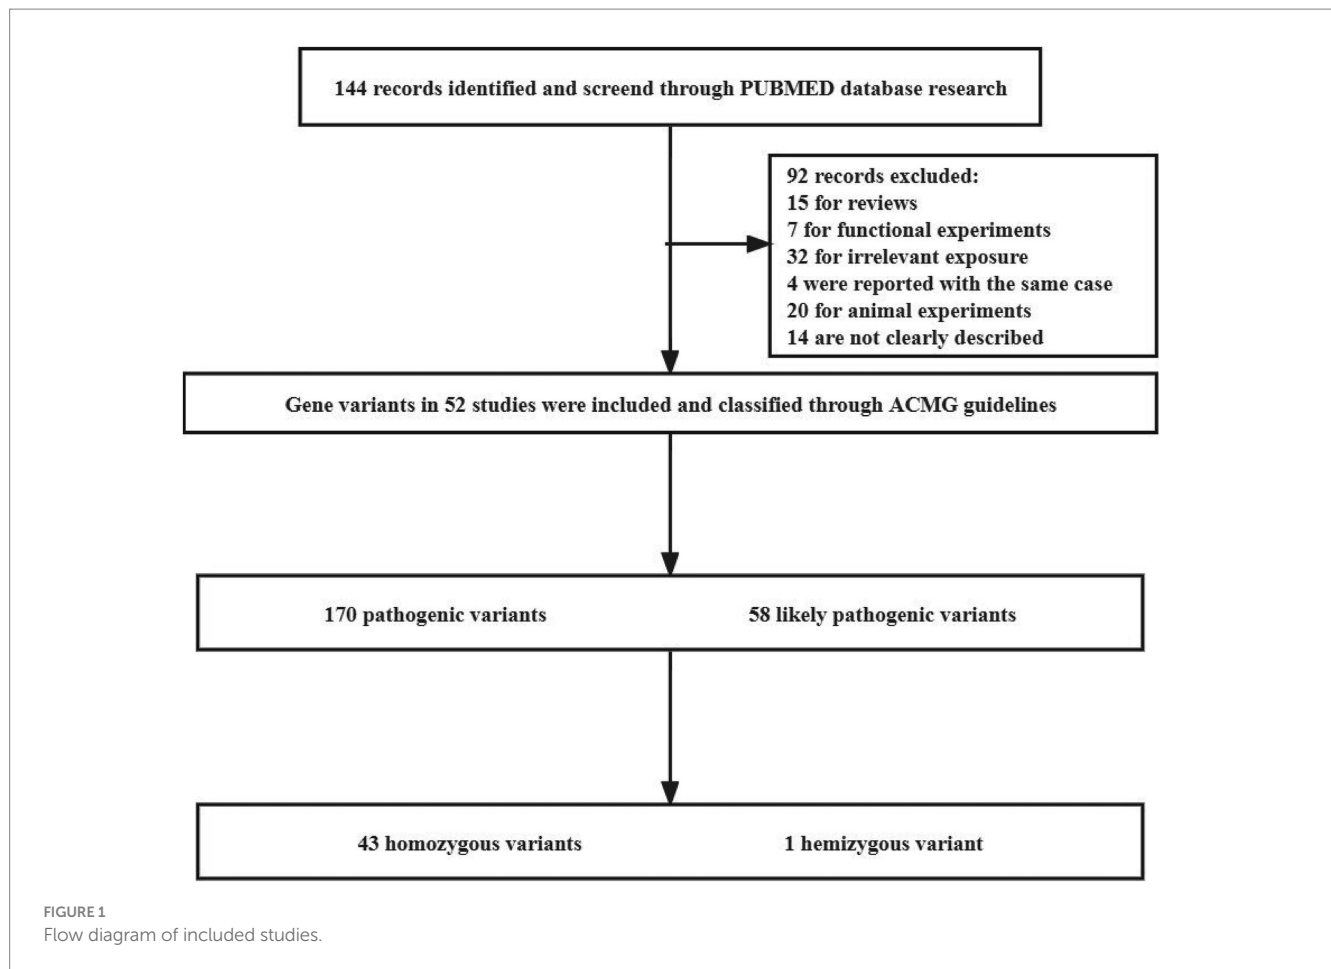 144 records identified and screend through PUBMED database research
92 records excluded:
15 for reviews
7 for functional experiments
32 for irrelevant exposure
4 were reported with the same case
20 for animal experiments
14 are not clearly described
Gene variants in 52 studies were included and classified through ACMG guidelines
170 pathogenic variants
58 likely pathogenic variants
43 homozygous variants
1 hemizygous variant
FIGURE 1
Flow diagram of included studies.